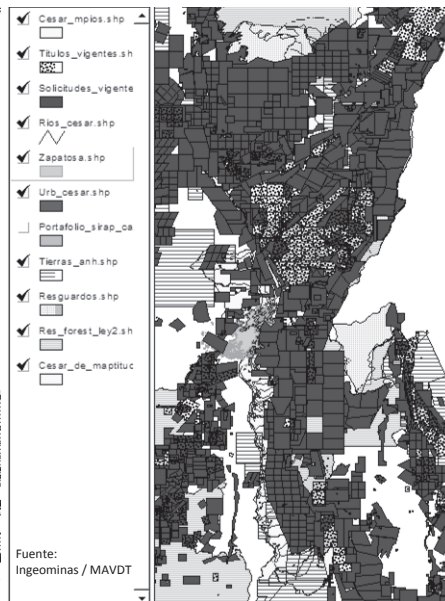 Cesar_mpios.shp
Titulos_vigentes.sh
Solicitudes_vigente
Rios_cesar.shp
Zapatosa.shp
Urb_cesar.shp
Portafolio_sirap_ca
Tierras_anh.shp
Resguardos.shp
Res_forest_ley2.sh
Cesar_de_maptitud
Fuente:
Ingeominas / MAVDT